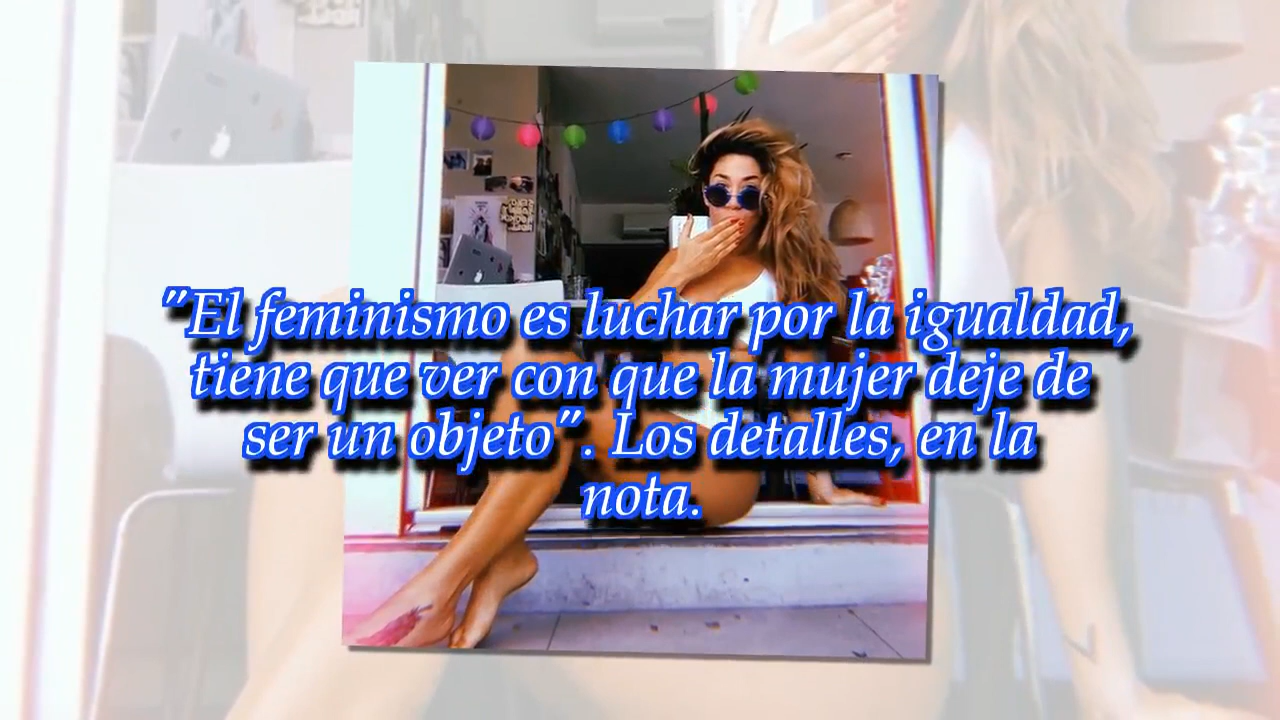 "El feminismo es luchar por la igualdad,
tiene que ver con que la mujer deje de
ser un objeto". Los detalles, en la
nota.